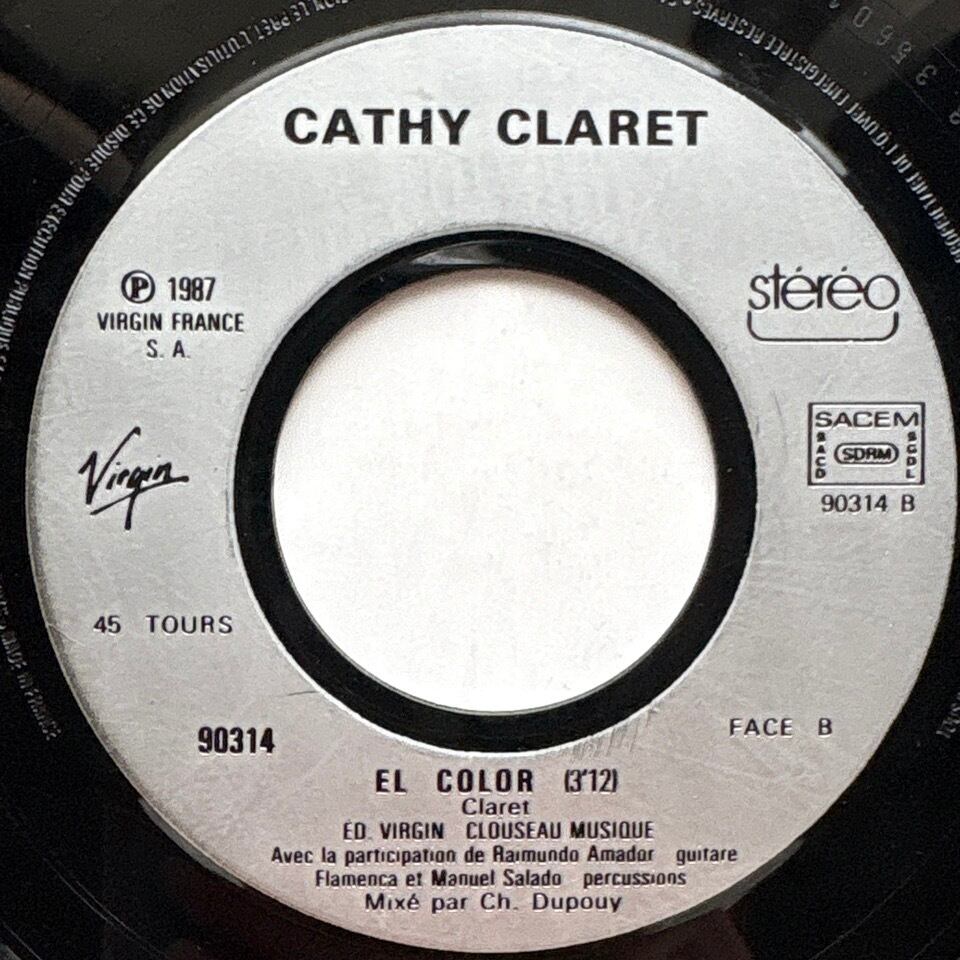 CATHY CLARET
Ⓟ 1987
VIRGIN FRANCE
S. A.
stéréo
Virgin
SACEM
SACD
SDRM
SGDL
90314 B
45 TOURS
90314
FACE B
EL COLOR (3'12)
Claret
ED. VIRGIN CLOUSEAU MUSIQUE
Avec la participation de Raimundo Amador guitare
Flamenca et Manuel Salado percussions
Mixé par Ch. Dupouy